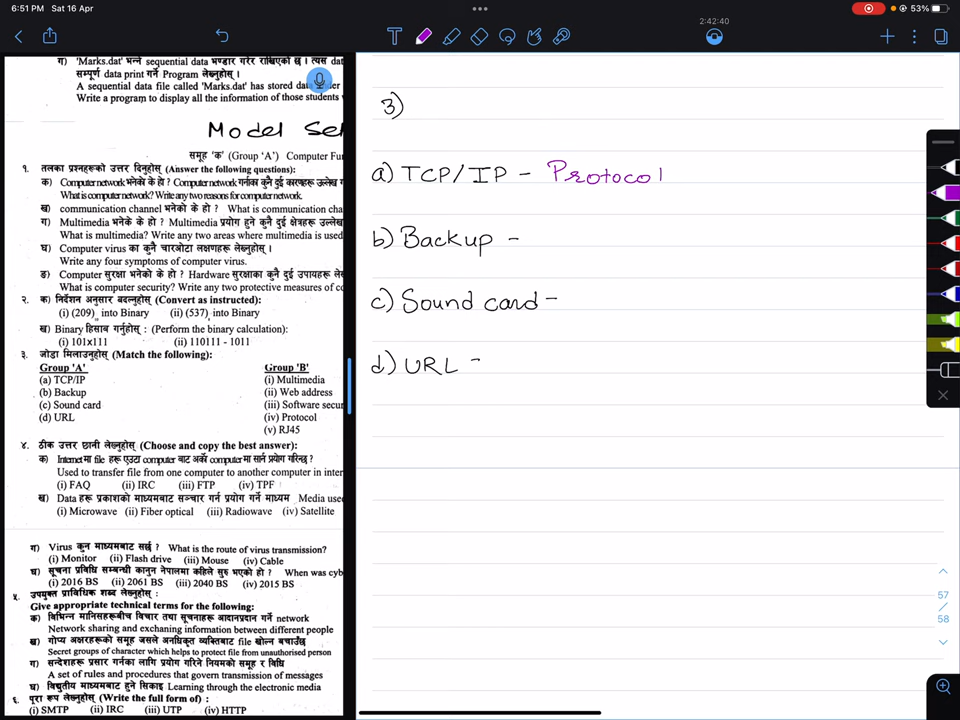 6:51 PM Sat 16 Apr
53%
2:42:40
ग) 'Marks.dat' भन्ने sequential data भण्डार गरेर राखिएको छ । त्यस dat
सम्पूर्ण data print गर्ने Program लेख्नुहोस् ।
A sequential data file called 'Marks.dat' has stored dat
Write a program to display all the information of those students
Model Se
समूह 'क' (Group 'A') Computer Fun
१. तलका प्रश्नहरूको उत्तर दिनुहोस् (Answer the following questions):
क) Computer network भनेको के हो ? Computer network गर्नाका कुनै दुई कारणहरू उल्लेख ग
What is computer network? Write any two reasons for computer network.
ख) communication channel भनेको के हो ? What is communication cha
ग) Multimedia भनेके के हो ? Multimedia प्रयोग हुने कुनै दुई क्षेत्रहरू उल्लेख
What is multimedia? Write any two areas where multimedia is used
घ) Computer virus का कुनै चारओटा लक्षणहरू लेख्नुहोस् ।
Write any four symptoms of computer virus.
ङ) Computer सुरक्षा भनेको के हो ? Hardware सुरक्षाका कुनै दुई उपायहरू ले
What is computer security? Write any two protective measures of c
२. क) निर्देशन अनुसार बदल्नुहोस् (Convert as instructed):
(i) (209) into Binary (ii) (537) into Binary
ख) Binary हिसाब गर्नुहोस् : (Perform the binary calculation):
(i) 101x111 (ii) 110111 - 1011
३. जोडा मिलाउनुहोस् (Match the following):
Group 'A' Group 'B'
(a) TCP/IP (i) Multimedia
(b) Backup (ii) Web address
(c) Sound card (iii) Software secur
(d) URL (iv) Protocol
(v) RJ45
४. ठीक उत्तर छानी लेख्नुहोस् (Choose and copy the best answer):
क) Internet मा file हरू एउटा computer बाट अर्को computer मा सार्न प्रयोग गरिन्छ ?
Used to transfer file from one computer to another computer in inter
(i) FAQ (ii) IRC (iii) FTP (iv) TPF
ख) Data हरू प्रकाशको माध्यमबाट सञ्चार गर्न प्रयोग गर्ने माध्यम Media use
(i) Microwave (ii) Fiber optical (iii) Radiowave (iv) Satellite
ग) Virus कुन माध्यमबाट सर्छ ? What is the route of virus transmission?
(i) Monitor (ii) Flash drive (iii) Mouse (iv) Cable
घ) सूचना प्रविधि सम्बन्धी कानुन नेपालमा कहिले सुरु भएको हो ? When was cyb
(i) 2016 BS (ii) 2061 BS (iii) 2040 BS (iv) 2015 BS
५. उपयुक्त प्राविधिक शब्द लेख्नुहोस् :
Give appropriate technical terms for the following:
क) विभिन्न मानिसहरूबीच विचार तथा सूचनाहरू आदानप्रदान गर्ने network
Network sharing and exchaning information between different people
ख) गोप्य अक्षरहरूको समूह जसले अनधिकृत व्यक्तिबाट file खोल्न बचाउँछ
Secret groups of character which helps to protect file from unauthorised person
ग) सन्देशहरू प्रसार गर्नका लागि प्रयोग गरिने नियमको समूह र विधि
A set of rules and procedures that govern transmission of messages
घ) विद्युतीय माध्यमबाट हुने सिकाइ Learning through the electronic media
६. पूरा रूप लेख्नुहोस् (Write the full form of) :
(i) SMTP (ii) IRC (iii) UTP (iv) HTTP
3)
a) TCP/IP - Protocol
b) Backup -
c) Sound card -
d) URL -
57
/
58